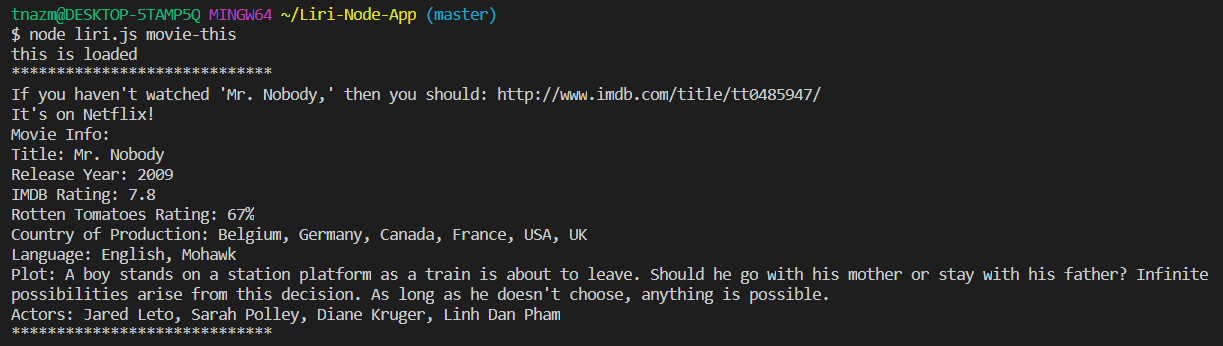 tnazm@DESKTOP-5TAMP5Q MINGW64 ~/Liri-Node-App (master)
$ node liri.js movie-this
this is loaded
*****************************
If you haven't watched 'Mr. Nobody,' then you should: http://www.imdb.com/title/tt0485947/
It's on Netflix!
Movie Info:
Title: Mr. Nobody
Release Year: 2009
IMDB Rating: 7.8
Rotten Tomatoes Rating: 67%
Country of Production: Belgium, Germany, Canada, France, USA, UK
Language: English, Mohawk
Plot: A boy stands on a station platform as a train is about to leave. Should he go with his mother or stay with his father? Infinite
possibilities arise from this decision. As long as he doesn't choose, anything is possible.
Actors: Jared Leto, Sarah Polley, Diane Kruger, Linh Dan Pham
*****************************